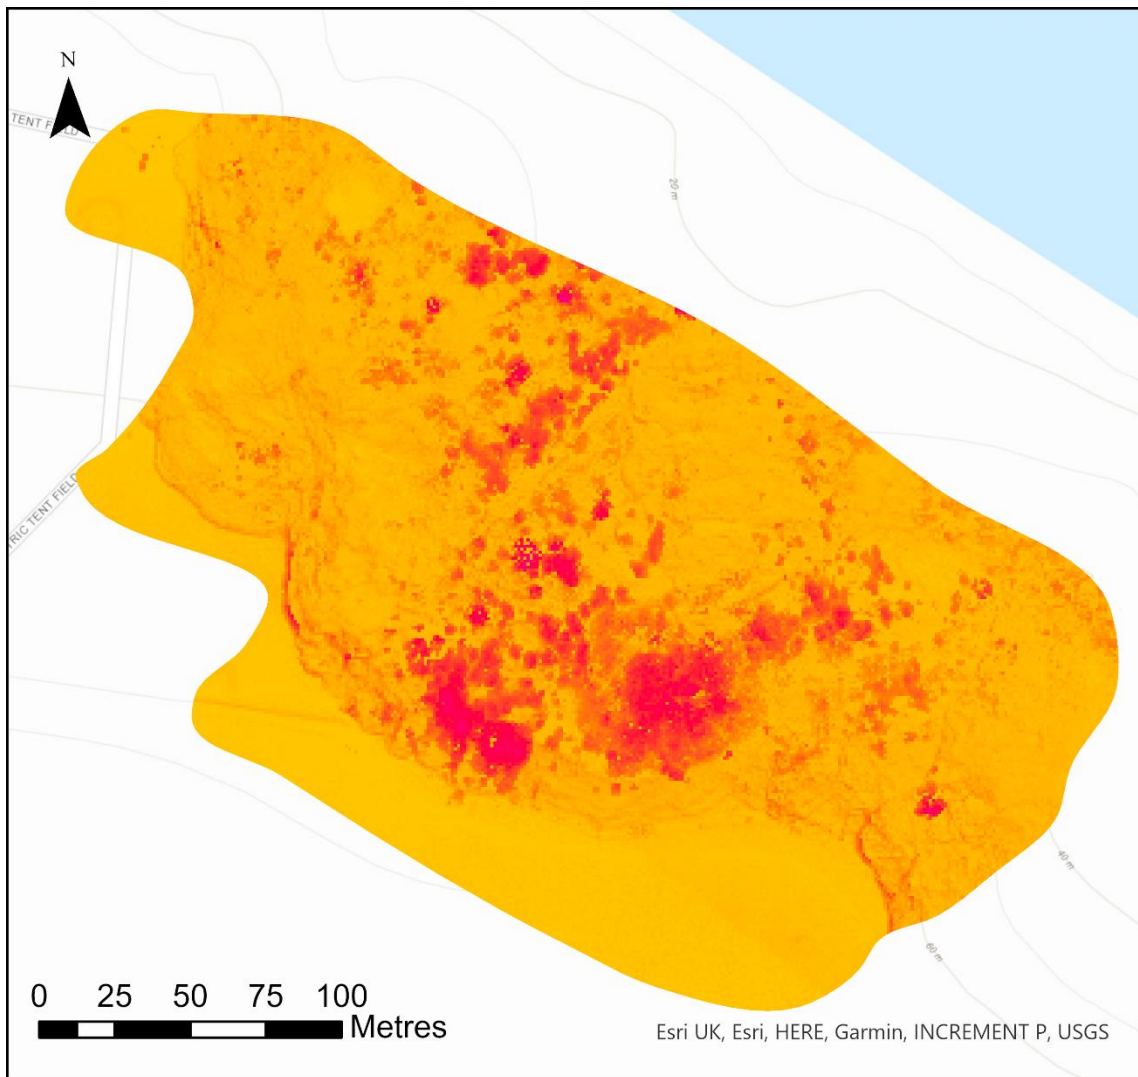 N
TENT FIELD
20 m
RIC TENT FIELD
40 m
60 m
0 25 50 75 100
Metres
Esri UK, Esri, HERE, Garmin, INCREMENT P, USGS